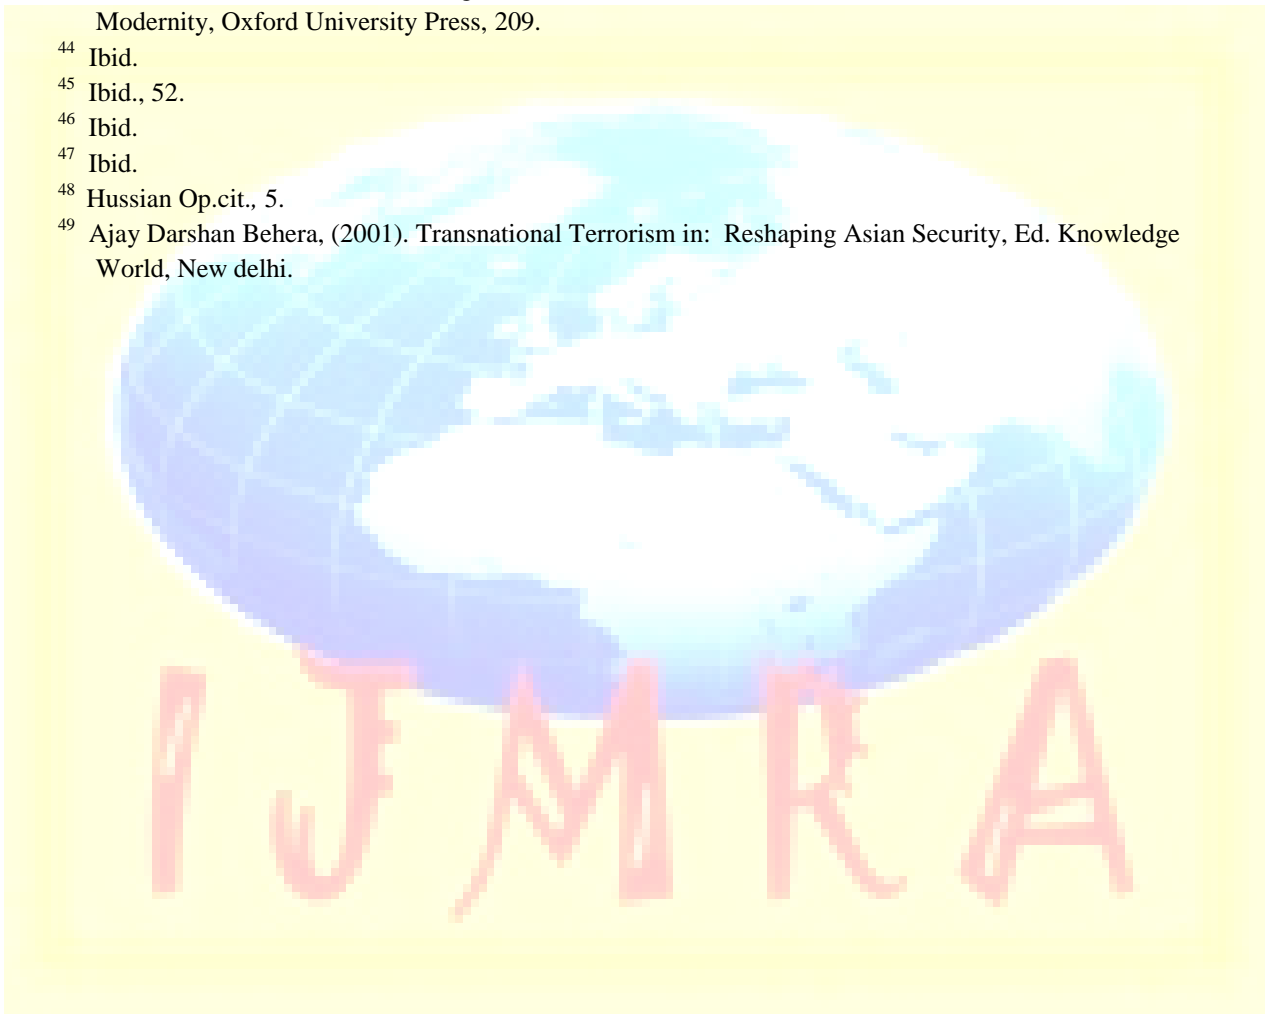 Modernity, Oxford University Press, 209.
44 Ibid.
45 Ibid., 52.
46 Ibid.
47 Ibid.
48 Hussian Op.cit., 5.
49 Ajay Darshan Behera, (2001). Transnational Terrorism in: Reshaping Asian Security, Ed. Knowledge
World, New delhi.
IJMRA